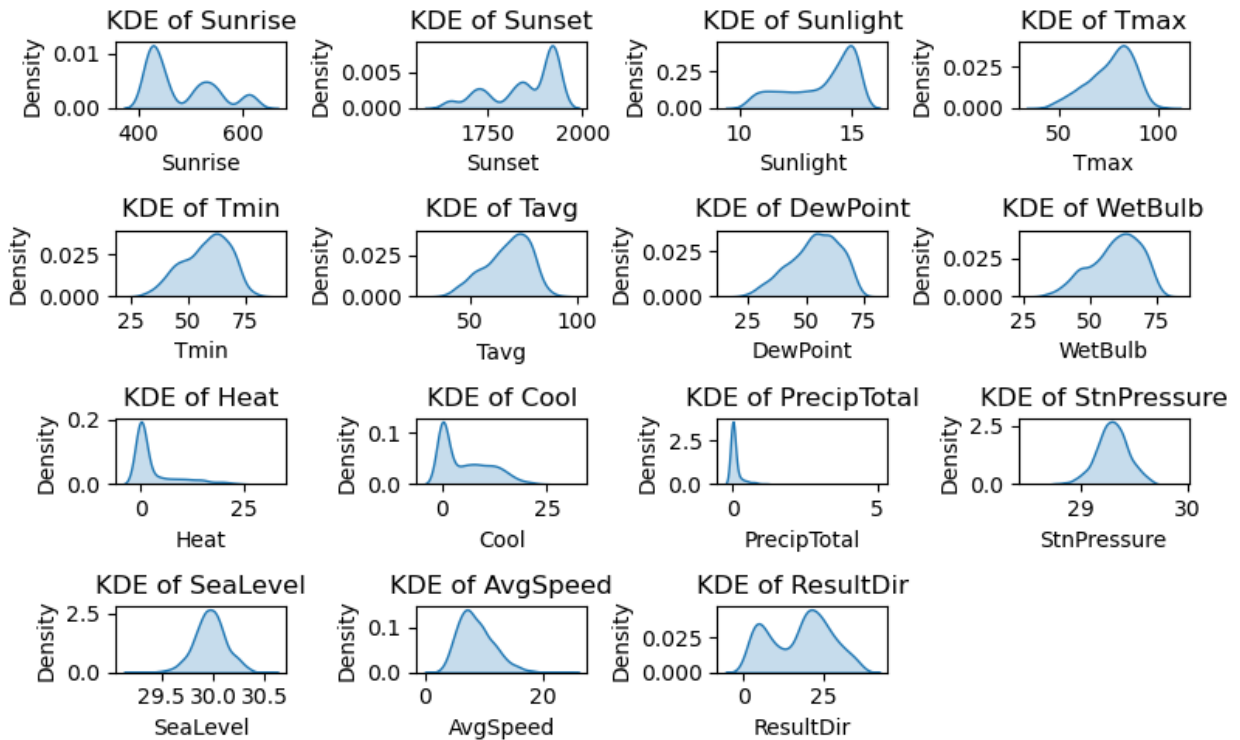 KDE of Sunrise
KDE of Sunset
KDE of Sunlight
KDE of Tmax
Density
0.01
0.00
400 600
Sunrise
Density
0.005
0.000
1750 2000
Sunset
Density
0.25
0.00
10 15
Sunlight
Density
0.025
0.000
50 100
Tmax
KDE of Tmin
KDE of Tavg
KDE of DewPoint
KDE of WetBulb
Density
0.025
0.000
25 50 75
Tmin
Density
0.025
0.000
50 100
Tavg
Density
0.025
0.000
25 50 75
DewPoint
Density
0.025
0.000
25 50 75
WetBulb
KDE of Heat
KDE of Cool
KDE of PrecipTotal
KDE of StnPressure
Density
0.2
0.0
0 25
Heat
Density
0.1
0.0
0 25
Cool
Density
2.5
0.0
0 5
PrecipTotal
Density
2.5
0.0
29 30
StnPressure
KDE of SeaLevel
KDE of AvgSpeed
KDE of ResultDir
Density
2.5
0.0
29.5 30.0 30.5
SeaLevel
Density
0.1
0.0
0 20
AvgSpeed
Density
0.025
0.000
0 25
ResultDir